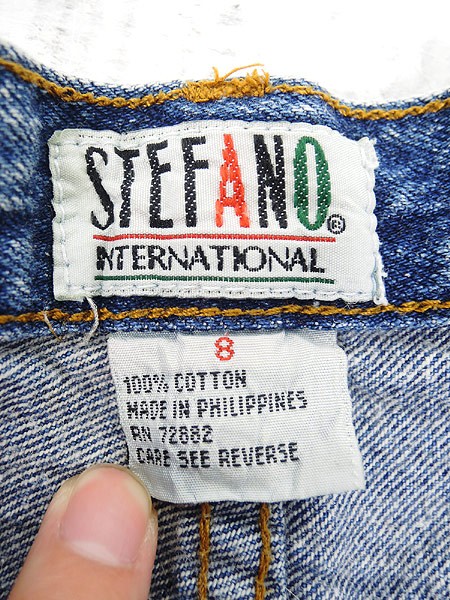 STEFANO®
INTERNATIONAL
8
100% COTTON
MADE IN PHILIPPINES
RN 72882
CARE SEE REVERSE